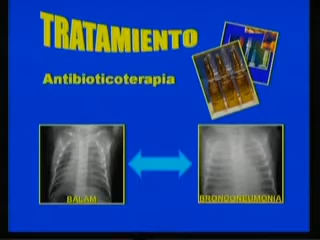 TRATAMIENTO
Antibioticoterapia
BALAM
BRONCONEUMONIA